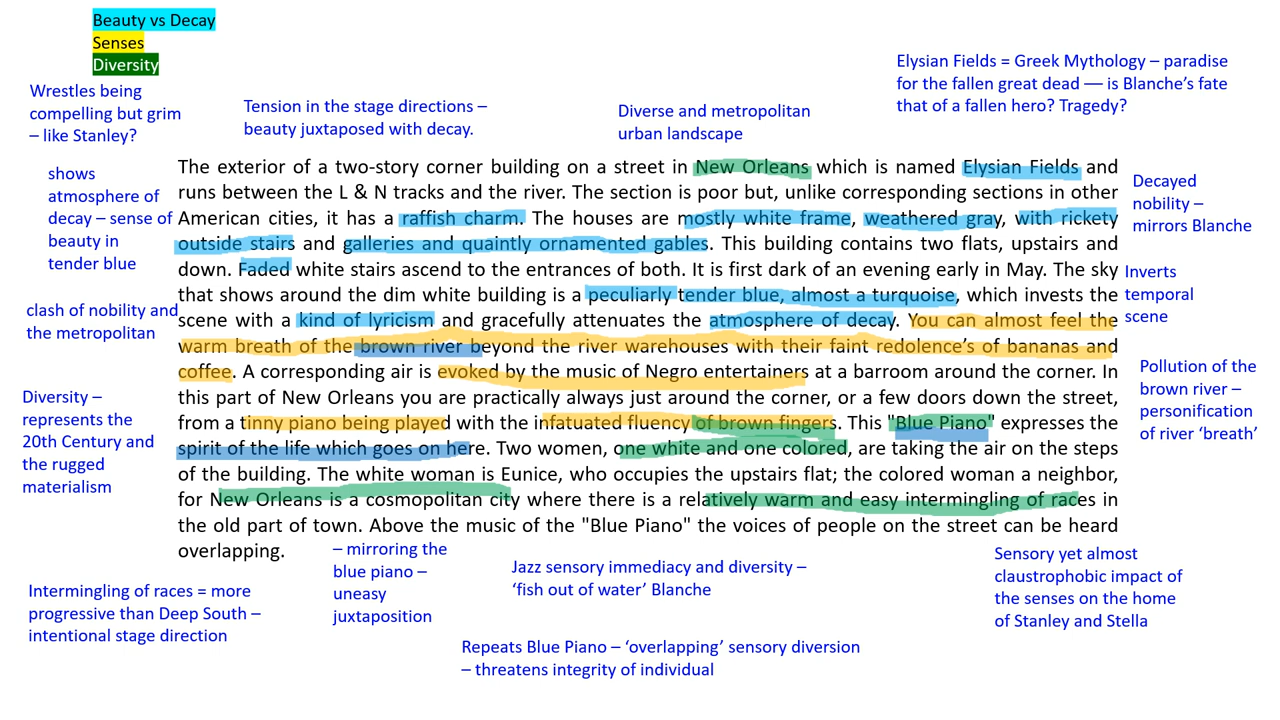 Beauty vs Decay
Senses
Diversity
Wrestles being
compelling but grim
– like Stanley?
Tension in the stage directions –
beauty juxtaposed with decay.
Diverse and metropolitan
urban landscape
Elysian Fields = Greek Mythology – paradise
for the fallen great dead –– is Blanche’s fate
that of a fallen hero? Tragedy?
shows
atmosphere of
decay – sense of
beauty in
tender blue
clash of nobility and
the metropolitan
Diversity –
represents the
20th Century and
the rugged
materialism
The exterior of a two-story corner building on a street in New Orleans which is named Elysian Fields and
runs between the L & N tracks and the river. The section is poor but, unlike corresponding sections in other
American cities, it has a raffish charm. The houses are mostly white frame, weathered gray, with rickety
outside stairs and galleries and quaintly ornamented gables. This building contains two flats, upstairs and
down. Faded white stairs ascend to the entrances of both. It is first dark of an evening early in May. The sky
that shows around the dim white building is a peculiarly tender blue, almost a turquoise, which invests the
scene with a kind of lyricism and gracefully attenuates the atmosphere of decay. You can almost feel the
warm breath of the brown river beyond the river warehouses with their faint redolence’s of bananas and
coffee. A corresponding air is evoked by the music of Negro entertainers at a barroom around the corner. In
this part of New Orleans you are practically always just around the corner, or a few doors down the street,
from a tinny piano being played with the infatuated fluency of brown fingers. This "Blue Piano" expresses the
spirit of the life which goes on here. Two women, one white and one colored, are taking the air on the steps
of the building. The white woman is Eunice, who occupies the upstairs flat; the colored woman a neighbor,
for New Orleans is a cosmopolitan city where there is a relatively warm and easy intermingling of races in
the old part of town. Above the music of the "Blue Piano" the voices of people on the street can be heard
overlapping.
Decayed
nobility –
mirrors Blanche
Inverts
temporal
scene
Pollution of the
brown river –
personification
of river ‘breath’
Intermingling of races = more
progressive than Deep South –
intentional stage direction
– mirroring the
blue piano –
uneasy
juxtaposition
Jazz sensory immediacy and diversity –
‘fish out of water’ Blanche
Sensory yet almost
claustrophobic impact of
the senses on the home
of Stanley and Stella
Repeats Blue Piano – ‘overlapping’ sensory diversion
– threatens integrity of individual